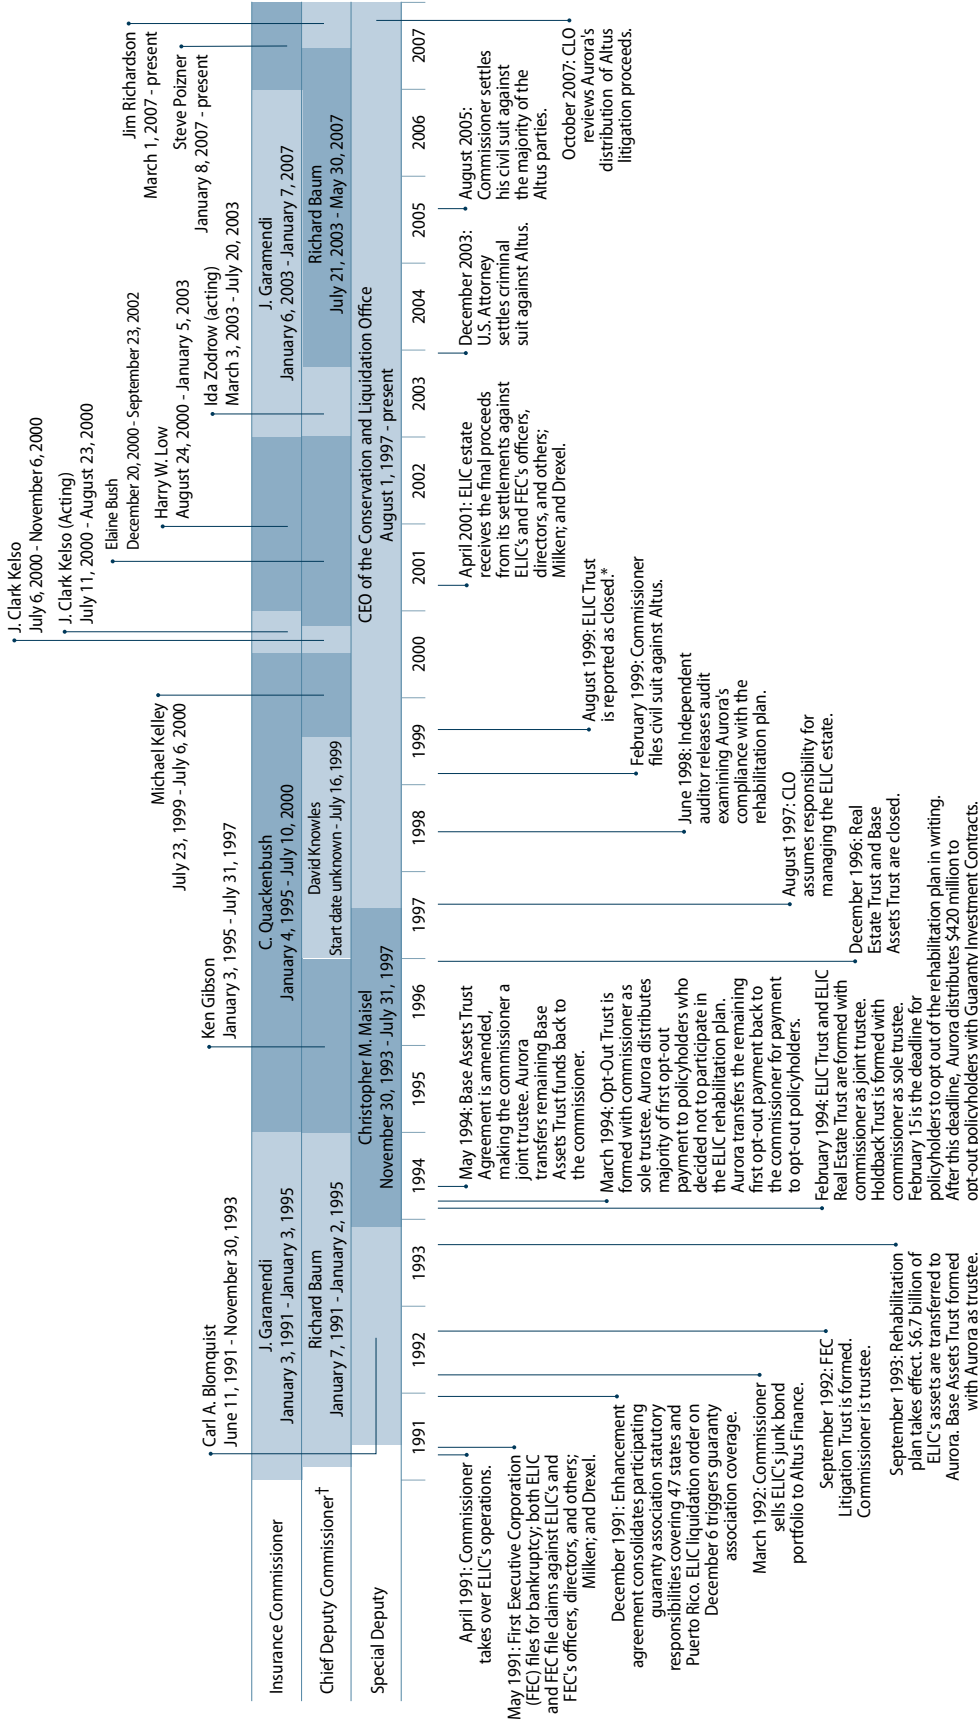 J. Clark Kelso
July 6, 2000 - November 6, 2000
J. Clark Kelso (Acting)
July 11, 2000 - August 23, 2000
Elaine Bush
December 20, 2000 - September 23, 2002
Jim Richardson
March 1, 2007 - present
Michael Kelley
July 23, 1999 - July 6, 2000
Harry W. Low
August 24, 2000 - January 5, 2003
Steve Poizner
January 8, 2007 - present
Carl A. Blomquist
June 11, 1991 - November 30, 1993
Ken Gibson
January 3, 1995 - July 31, 1997
Ida Zodrow (acting)
March 3, 2003 - July 20, 2003
Insurance Commissioner
J. Garamendi
January 3, 1991 - January 3, 1995
C. Quackenbush
January 4, 1995 - July 10, 2000
J. Garamendi
January 6, 2003 - January 7, 2007
Chief Deputy Commissioner†
Richard Baum
January 7, 1991 - January 2, 1995
David Knowles
Start date unknown - July 16, 1999
Richard Baum
July 21, 2003 - May 30, 2007
Special Deputy
Christopher M. Maisel
November 30, 1993 - July 31, 1997
CEO of the Conservation and Liquidation Office
August 1, 1997 - present
1991
1992
1993
1994
1995
1996
1997
1998
1999
2000
2001
2002
2003
2004
2005
2006
2007
April 1991: Commissioner
takes over ELIC's operations.
May 1991: First Executive Corporation
(FEC) files for bankruptcy; both ELIC
and FEC file claims against ELIC's and
FEC's officers, directors, and others;
Milken; and Drexel.
December 1991: Enhancement
agreement consolidates participating
guaranty association statutory
responsibilities covering 47 states and
Puerto Rico. ELIC liquidation order on
December 6 triggers guaranty
association coverage.
March 1992: Commissioner
sells ELIC's junk bond
portfolio to Altus Finance.
September 1992: FEC
Litigation Trust is formed.
Commissioner is trustee.
September 1993: Rehabilitation
plan takes effect. $6.7 billion of
ELIC's assets are transferred to
Aurora. Base Assets Trust formed
with Aurora as trustee.
May 1994: Base Assets Trust
Agreement is amended,
making the commissioner a
joint trustee. Aurora
transfers remaining Base
Assets Trust funds back to
the commissioner.
March 1994: Opt-Out Trust is
formed with commissioner as
sole trustee. Aurora distributes
majority of first opt-out
payment to policyholders who
decided not to participate in
the ELIC rehabilitation plan.
Aurora transfers the remaining
first opt-out payment back to
the commissioner for payment
to opt-out policyholders.
February 1994: ELIC Trust and ELIC
Real Estate Trust are formed with
commissioner as joint trustee.
Holdback Trust is formed with
commissioner as sole trustee.
February 15 is the deadline for
policyholders to opt out of the rehabilitation plan in writing.
After this deadline, Aurora distributes $420 million to
opt-out policyholders with Guaranty Investment Contracts.
December 1996: Real
Estate Trust and Base
Assets Trust are closed.
August 1997: CLO
assumes responsibility for
managing the ELIC estate.
June 1998: Independent
auditor releases audit
examining Aurora's
compliance with the
rehabilitation plan.
February 1999: Commissioner
files civil suit against Altus.
August 1999: ELIC Trust
is reported as closed.*
April 2001: ELIC estate
receives the final proceeds
from its settlements against
ELIC's and FEC's officers,
directors, and others;
Milken; and Drexel.
December 2003:
U.S. Attorney
settles criminal
suit against Altus.
August 2005:
Commissioner settles
his civil suit against
the majority of the
Altus parties.
October 2007: CLO
reviews Aurora's
distribution of Altus
litigation proceeds.